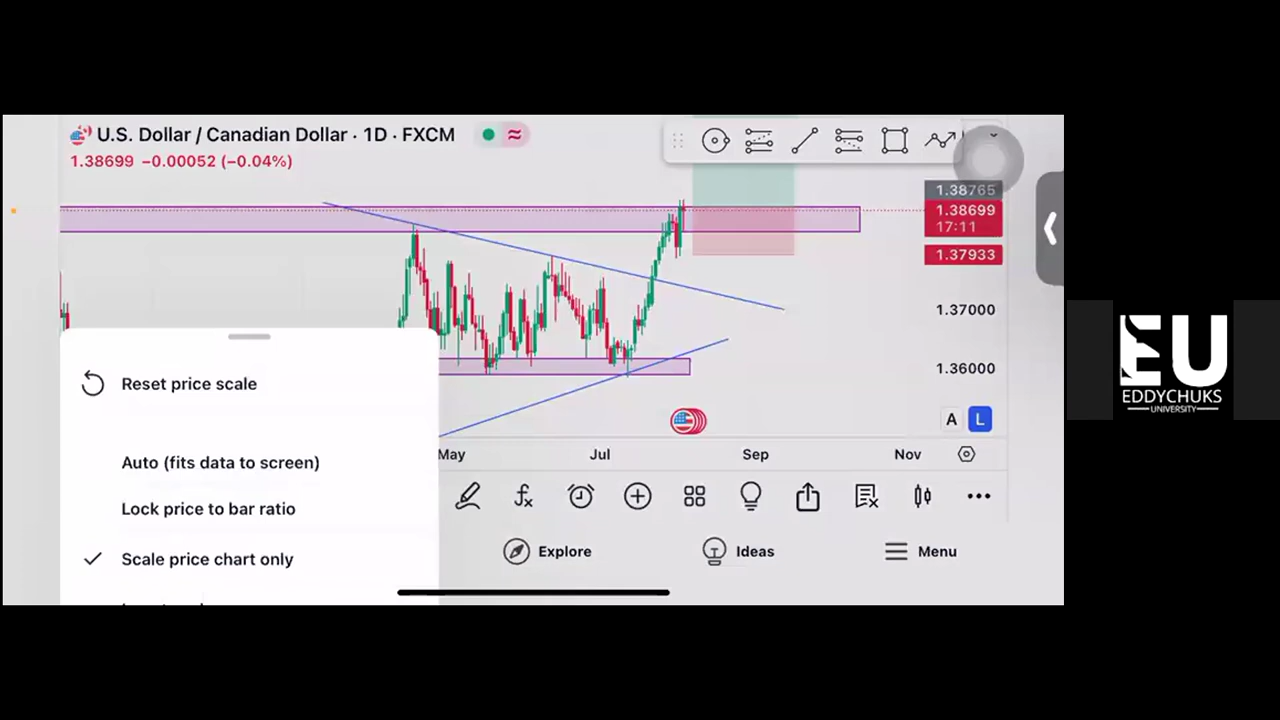 U.S. Dollar / Canadian Dollar · 1D · FXCM
1.38699 −0.00052 (−0.04%)
1.38765
1.38699
17:11
1.37933
1.37000
1.36000
A L
May Jul Sep Nov
Reset price scale
Auto (fits data to screen)
Lock price to bar ratio
Scale price chart only
Explore Ideas Menu
EU
EDDYCHUKS
UNIVERSITY